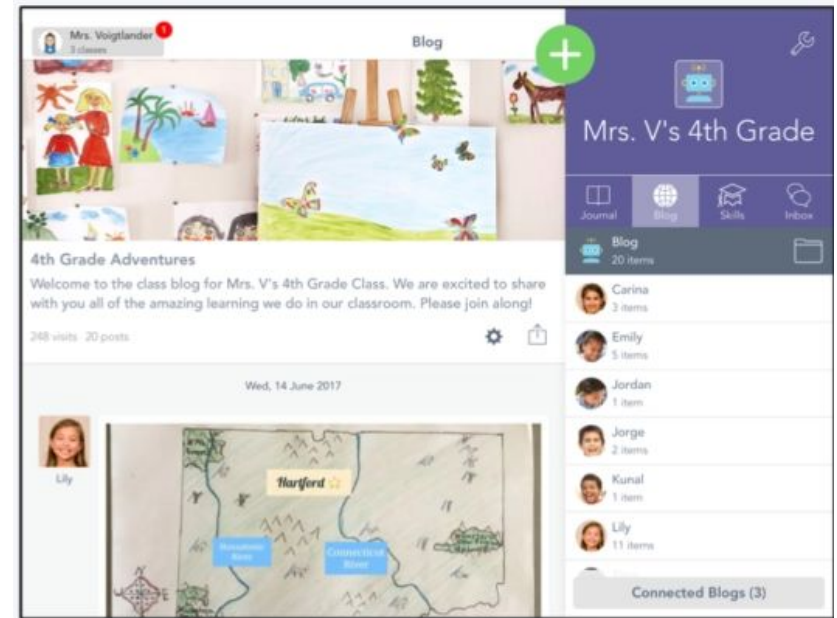 Mrs. Voigtlander
3 classes
1
Blog
+
Mrs. V's 4th Grade
Journal
Blog
Skills
Inbox
4th Grade Adventures
Welcome to the class blog for Mrs. V's 4th Grade Class. We are excited to share
with you all of the amazing learning we do in our classroom. Please join along!
248 visits · 20 posts
Wed, 14 June 2017
Lily
Hartford
Connecticut
River
River
W
E
Blog
20 items
Carina
3 items
Emily
5 items
Jordan
1 item
Jorge
2 items
Kunal
1 item
Lily
11 items
Connected Blogs (3)